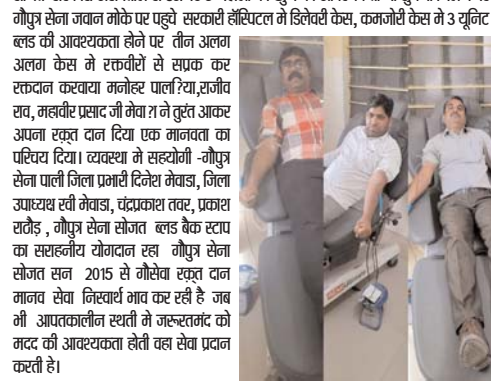 गौपुत्र सेना जवान मोके पर पहुचे सरकारी हॉस्पिटल मे डिलेवरी केस, कमजोरी केस मे 3 यूनिट
ब्लड की आवश्यकता होने पर तीन अलग
अलग केस मे रक्तवीरों से सप्रक कर
रक्तदान करवाया मनोहर पालि?या,राजीव
राव, महावीर प्रसाद जी मेवा ?ा ने तुरंत आकर
अपना रक़्त दान दिया एक मानवता का
परिचय दिया। व्यवस्था मे सहयोगी -गौपुत्र
सेना पाली जिला प्रभारी दिनेश मेवाडा, जिला
उपाध्यक्ष रवी मेवाडा, चंद्रप्रकाश तवर, प्रकाश
राठौड़ , गौपुत्र सेना सोजत ब्लड बैक स्टाप
का सराहनीय योगदान रहा गौपुत्र सेना
सोजत सन 2015 से गौसेवा रक़्त दान
मानव सेवा निस्वार्थ भाव कर रही है जब
भी आपतकालीन स्थती मे जरूरतमंद को
मदद की आवश्यकता होती वहा सेवा प्रदान
करती हे।